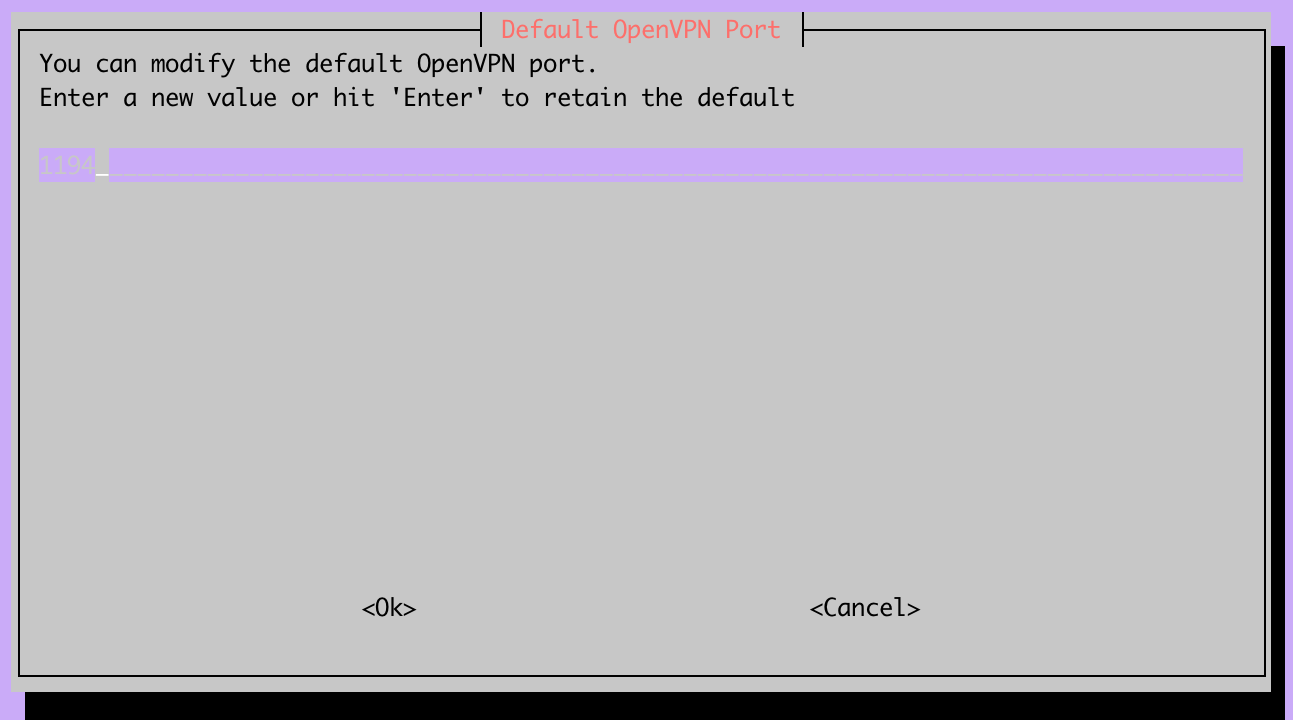 Default OpenVPN Port
You can modify the default OpenVPN port.
Enter a new value or hit 'Enter' to retain the default
1194
<Ok>
<Cancel>